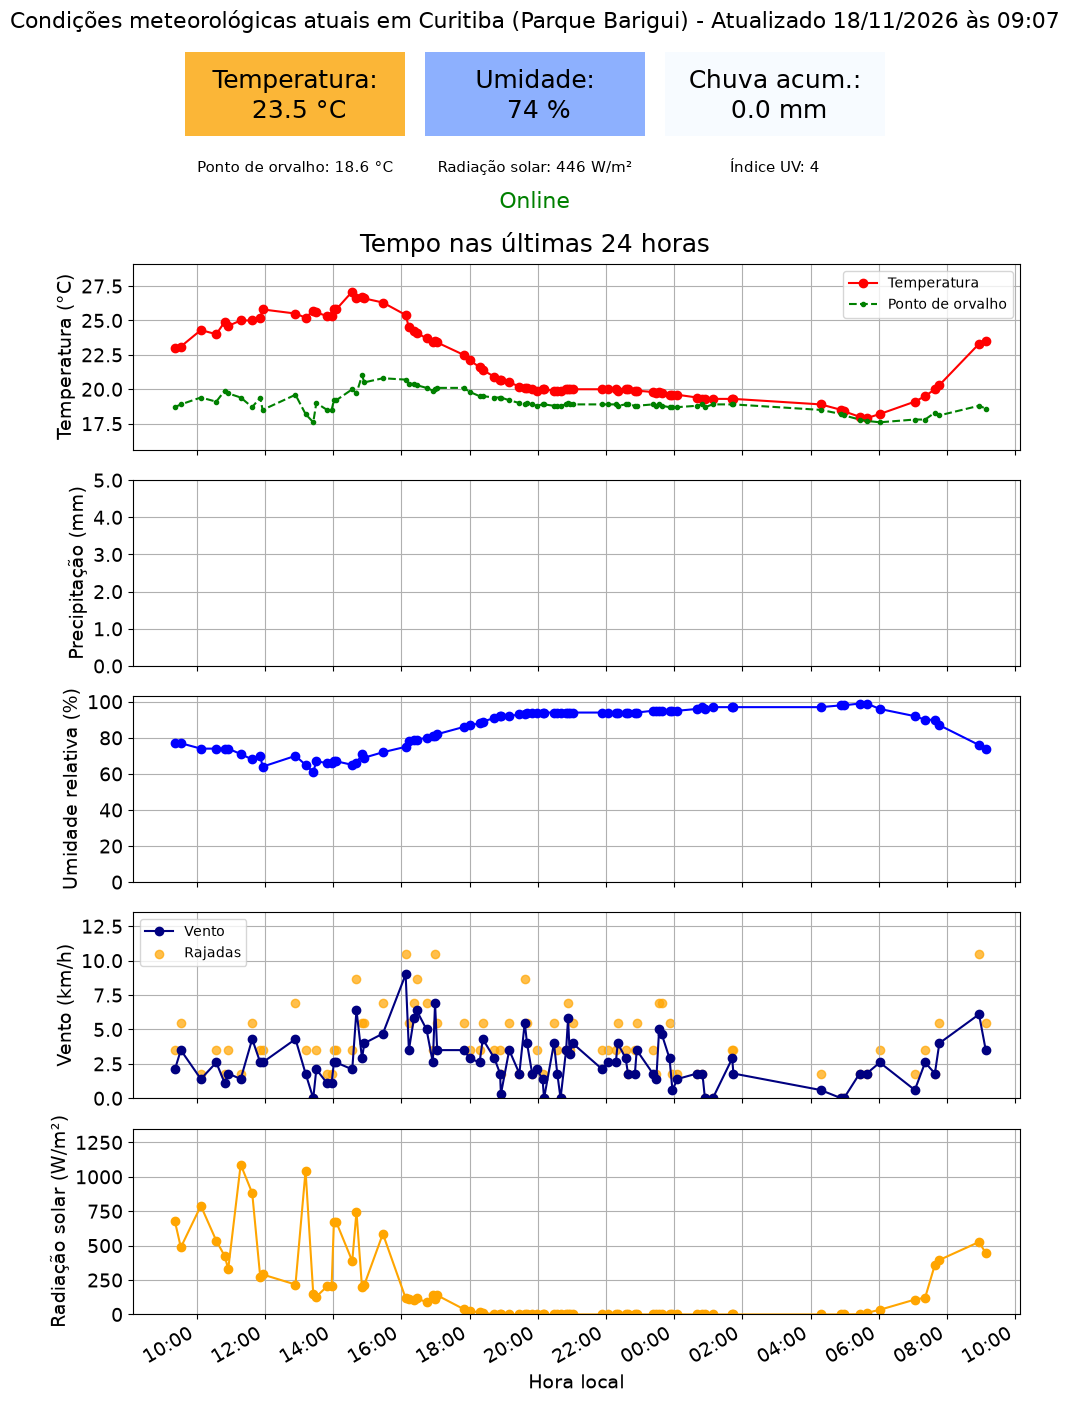 Condições meteorológicas atuais em Curitiba (Parque Barigui) - Atualizado 18/11/2026 às 09:07
Temperatura:
23.5 °C
Umidade:
74 %
Chuva acum.:
0.0 mm
Ponto de orvalho: 18.6 °C
Radiação solar: 446 W/m²
Índice UV: 4
Online
Tempo nas últimas 24 horas
Temperatura (°C)
27.5
25.0
22.5
20.0
17.5
Temperatura
Ponto de orvalho
Precipitação (mm)
5.0
4.0
3.0
2.0
1.0
0.0
Umidade relativa (%)
100
80
60
40
20
0
Vento (km/h)
12.5
10.0
7.5
5.0
2.5
0.0
Vento
Rajadas
Radiação solar (W/m²)
1250
1000
750
500
250
0
10:00
12:00
14:00
16:00
18:00
20:00
22:00
00:00
02:00
04:00
06:00
08:00
10:00
Hora local